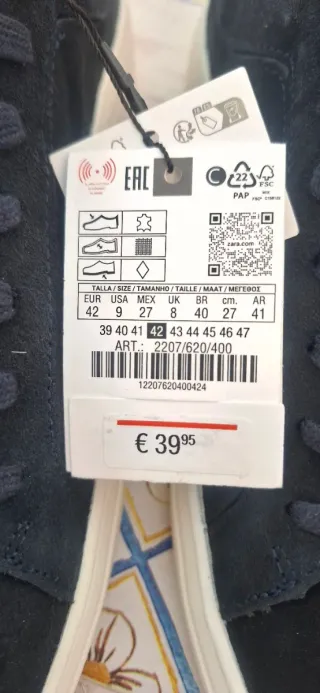 EAC
C
22
PAP
FSC
zara.com
TALLA / SIZE / TAMANHO / TAILLE / MAAT / ΜΕΓΕΘΟΣ
EUR USA MEX UK BR cm. AR
42 9 27 8 40 27 41
39 40 41 42 43 44 45 46 47
ART.: 2207/620/400
12207620400424
€ 39⁹⁵